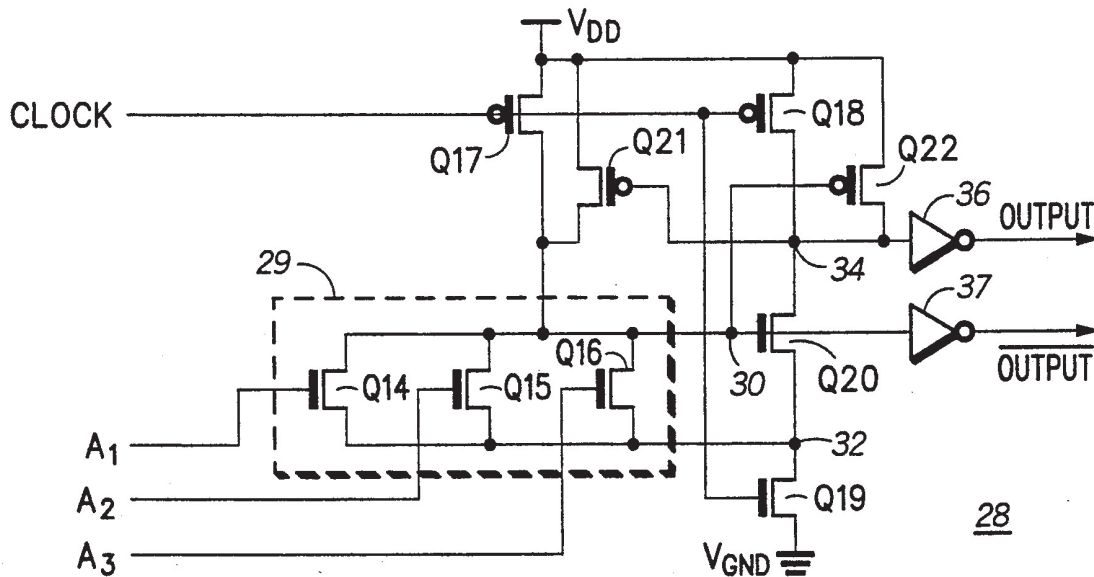 VDD
CLOCK
Q17
Q21
Q18
Q22
36
OUTPUT
34
29
37
OUTPUT
Q16
30
Q20
Q14
Q15
A1
32
A2
Q19
28
A3
VGND